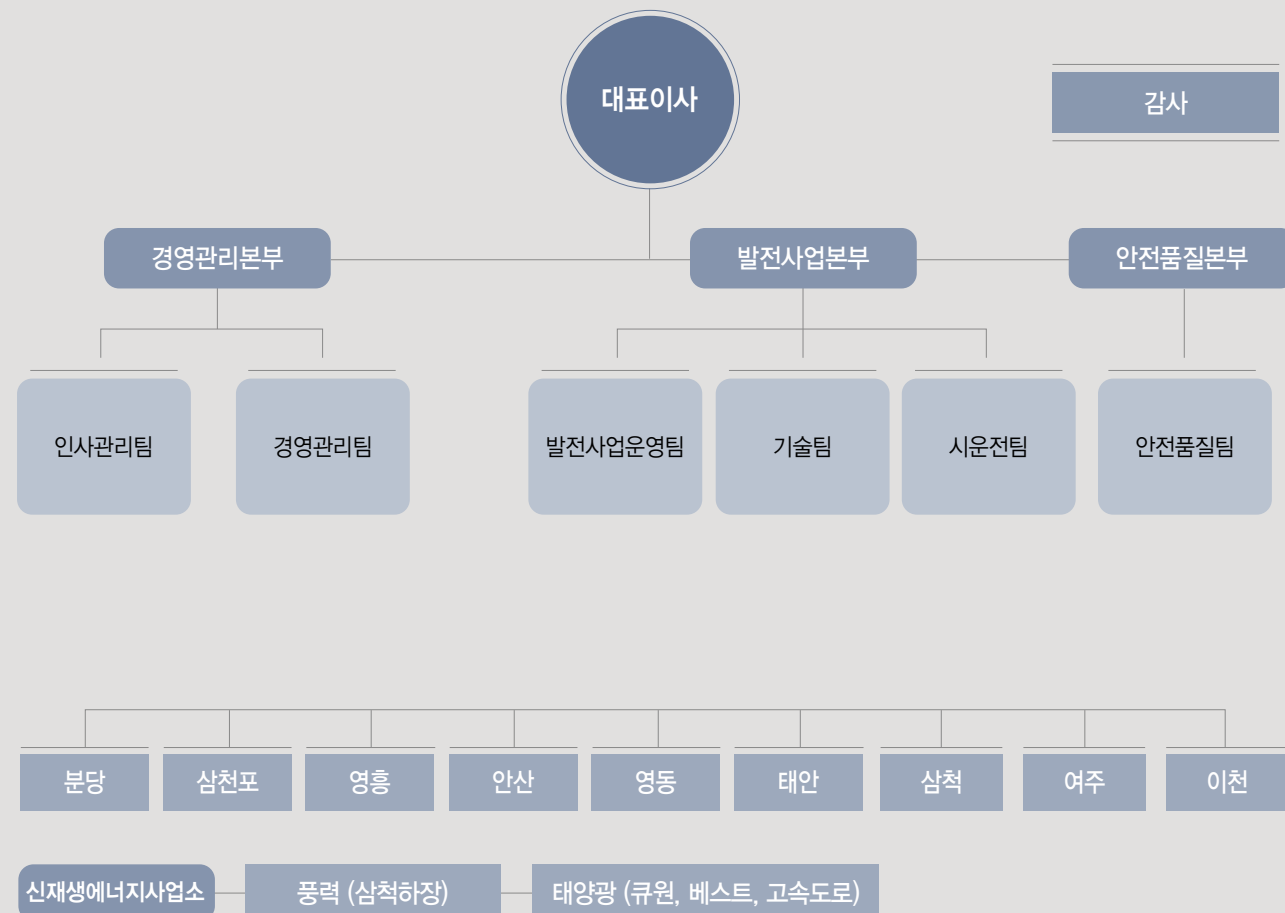 대표이사
감사
경영관리본부
발전사업본부
안전품질본부
인사관리팀
경영관리팀
발전사업운영팀
기술팀
시운전팀
안전품질팀
분당
삼천포
영흥
안산
영동
태안
삼척
여주
이천
신재생에너지사업소
풍력 (삼척하장)
태양광 (큐원, 베스트, 고속도로)